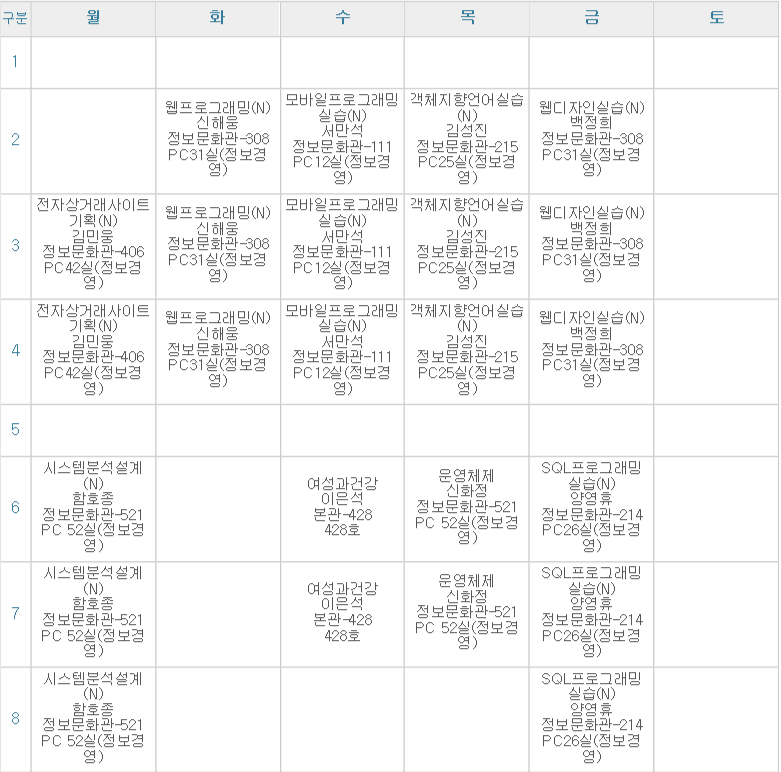 구분 월 화 수 목 금 토
1
2
웹프로그래밍(N)
신해웅
정보문화관-308
PC31실(정보경
영)
모바일프로그래밍
실습(N)
서만석
정보문화관-111
PC12실(정보경
영)
객체지향언어실습
(N)
김성진
정보문화관-215
PC25실(정보경
영)
웹디자인실습(N)
백정희
정보문화관-308
PC31실(정보경
영)
3
전자상거래사이트
기획(N)
김민웅
정보문화관-406
PC42실(정보경
영)
웹프로그래밍(N)
신해웅
정보문화관-308
PC31실(정보경
영)
모바일프로그래밍
실습(N)
서만석
정보문화관-111
PC12실(정보경
영)
객체지향언어실습
(N)
김성진
정보문화관-215
PC25실(정보경
영)
웹디자인실습(N)
백정희
정보문화관-308
PC31실(정보경
영)
4
전자상거래사이트
기획(N)
김민웅
정보문화관-406
PC42실(정보경
영)
웹프로그래밍(N)
신해웅
정보문화관-308
PC31실(정보경
영)
모바일프로그래밍
실습(N)
서만석
정보문화관-111
PC12실(정보경
영)
객체지향언어실습
(N)
김성진
정보문화관-215
PC25실(정보경
영)
웹디자인실습(N)
백정희
정보문화관-308
PC31실(정보경
영)
5
6
시스템분석설계
(N)
함호종
정보문화관-521
PC 52실(정보경
영)
여성과건강
이은석
본관-428
428호
운영체제
신화정
정보문화관-521
PC 52실(정보경
영)
SQL프로그래밍
실습(N)
양영휴
정보문화관-214
PC26실(정보경
영)
7
시스템분석설계
(N)
함호종
정보문화관-521
PC 52실(정보경
영)
여성과건강
이은석
본관-428
428호
운영체제
신화정
정보문화관-521
PC 52실(정보경
영)
SQL프로그래밍
실습(N)
양영휴
정보문화관-214
PC26실(정보경
영)
8
시스템분석설계
(N)
함호종
정보문화관-521
PC 52실(정보경
영)
SQL프로그래밍
실습(N)
양영휴
정보문화관-214
PC26실(정보경
영)